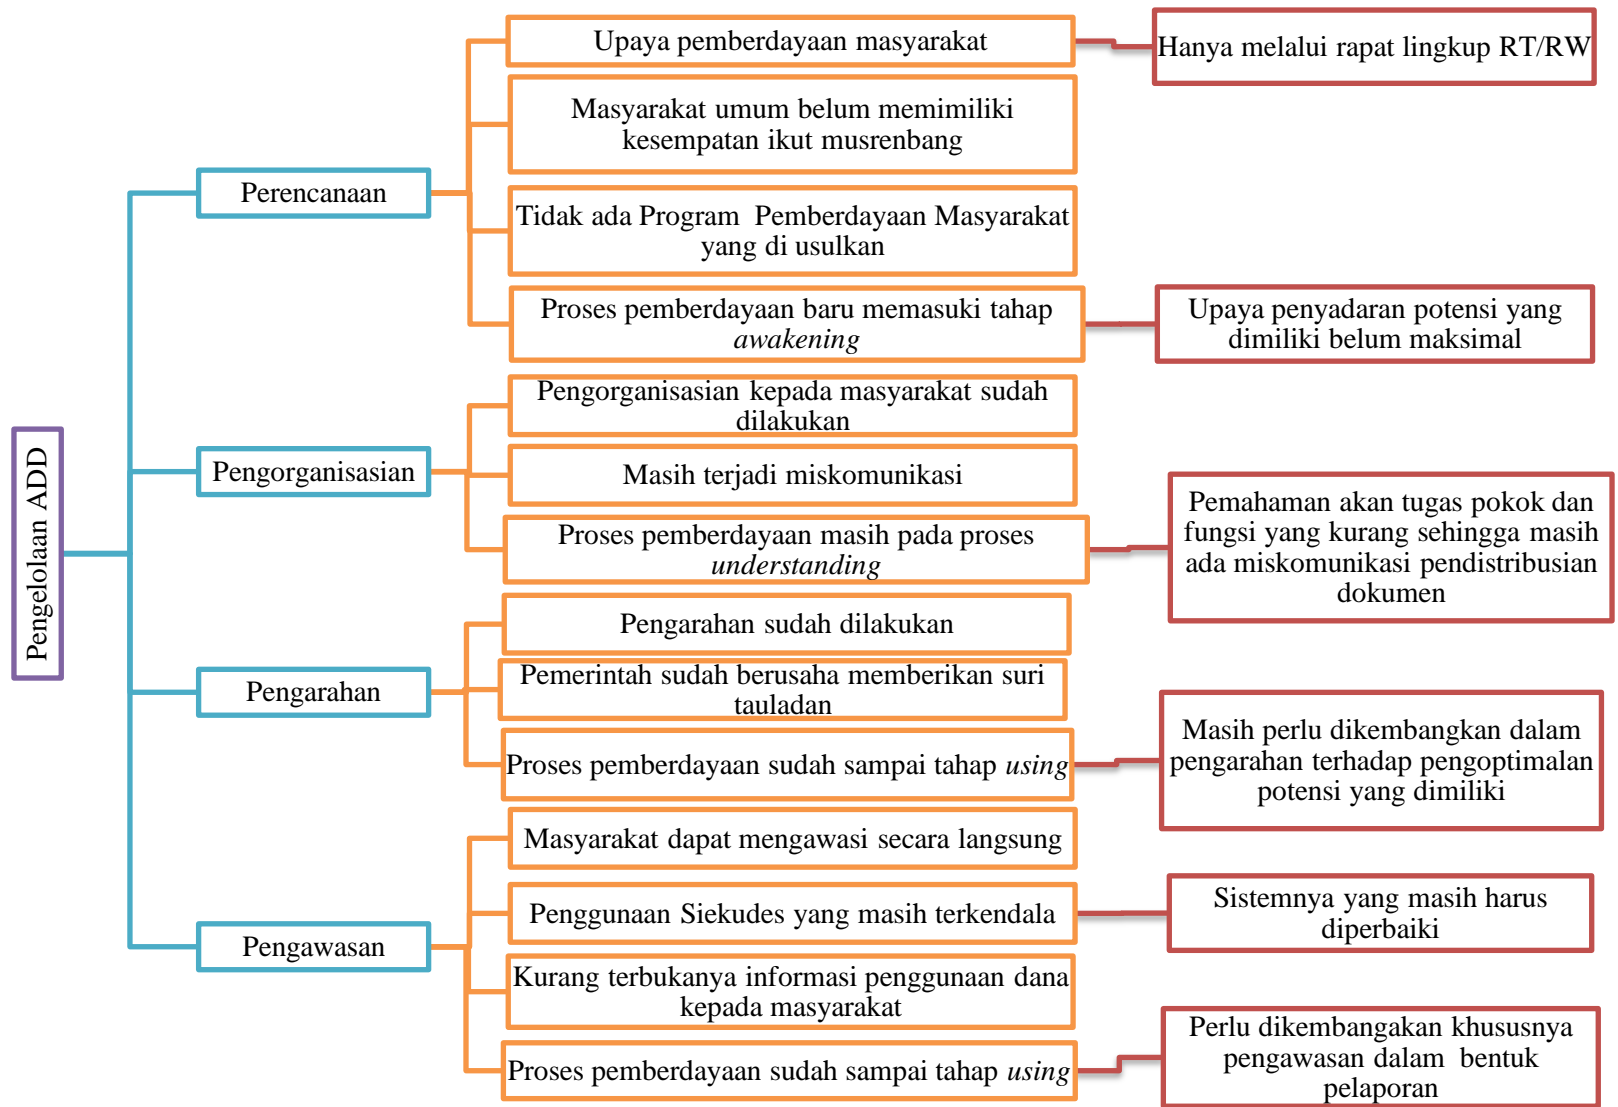 Pengelolaan ADD
Perencanaan
Upaya pemberdayaan masyarakat
Hanya melalui rapat lingkup RT/RW
Masyarakat umum belum memimiliki
kesempatan ikut musrenbang
Tidak ada Program Pemberdayaan Masyarakat
yang di usulkan
Proses pemberdayaan baru memasuki tahap
awakening
Upaya penyadaran potensi yang
dimiliki belum maksimal
Pengorganisasian
Pengorganisasian kepada masyarakat sudah
dilakukan
Masih terjadi miskomunikasi
Proses pemberdayaan masih pada proses
understanding
Pemahaman akan tugas pokok dan
fungsi yang kurang sehingga masih
ada miskomunikasi pendistribusian
dokumen
Pengarahan
Pengarahan sudah dilakukan
Pemerintah sudah berusaha memberikan suri
tauladan
Proses pemberdayaan sudah sampai tahap using
Masih perlu dikembangkan dalam
pengarahan terhadap pengoptimalan
potensi yang dimiliki
Pengawasan
Masyarakat dapat mengawasi secara langsung
Penggunaan Siekudes yang masih terkendala
Sistemnya yang masih harus
diperbaiki
Kurang terbukanya informasi penggunaan dana
kepada masyarakat
Proses pemberdayaan sudah sampai tahap using
Perlu dikembangakan khususnya
pengawasan dalam bentuk
pelaporan